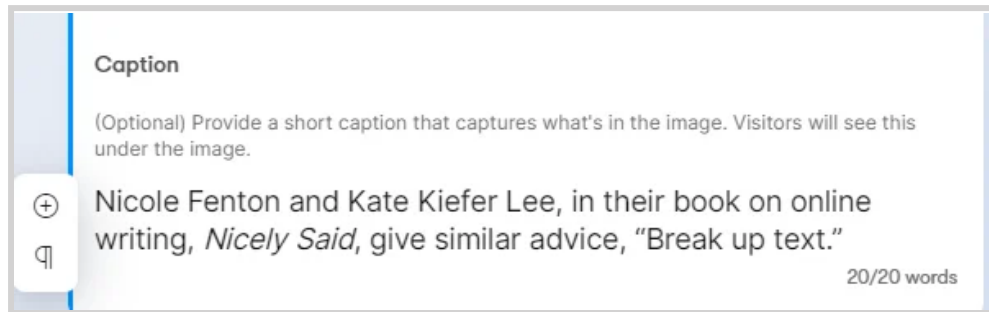 Caption
(Optional) Provide a short caption that captures what's in the image. Visitors will see this
under the image.
Nicole Fenton and Kate Kiefer Lee, in their book on online
writing, Nicely Said, give similar advice, “Break up text.”
20/20 words